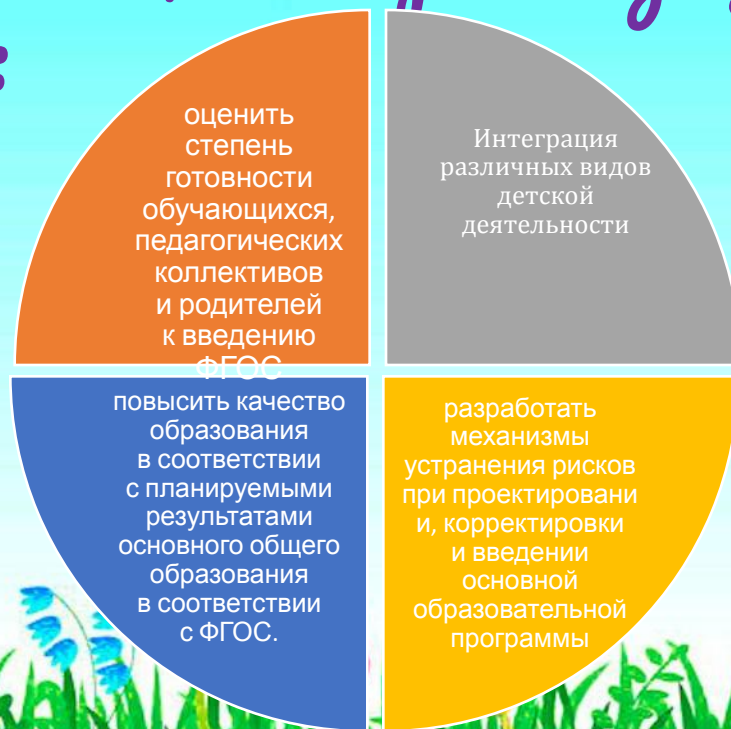 оценить
степень
готовности
обучающихся,
педагогических
коллективов
и родителей
к введению
ФГОС
Интеграция
различных видов
детской
деятельности
повысить качество
образования
в соответствии
с планируемыми
результатами
основного общего
образования
в соответствии
с ФГОС.
разработать
механизмы
устранения рисков
при проектировани
и, корректировки
и введении
основной
образовательной
программы